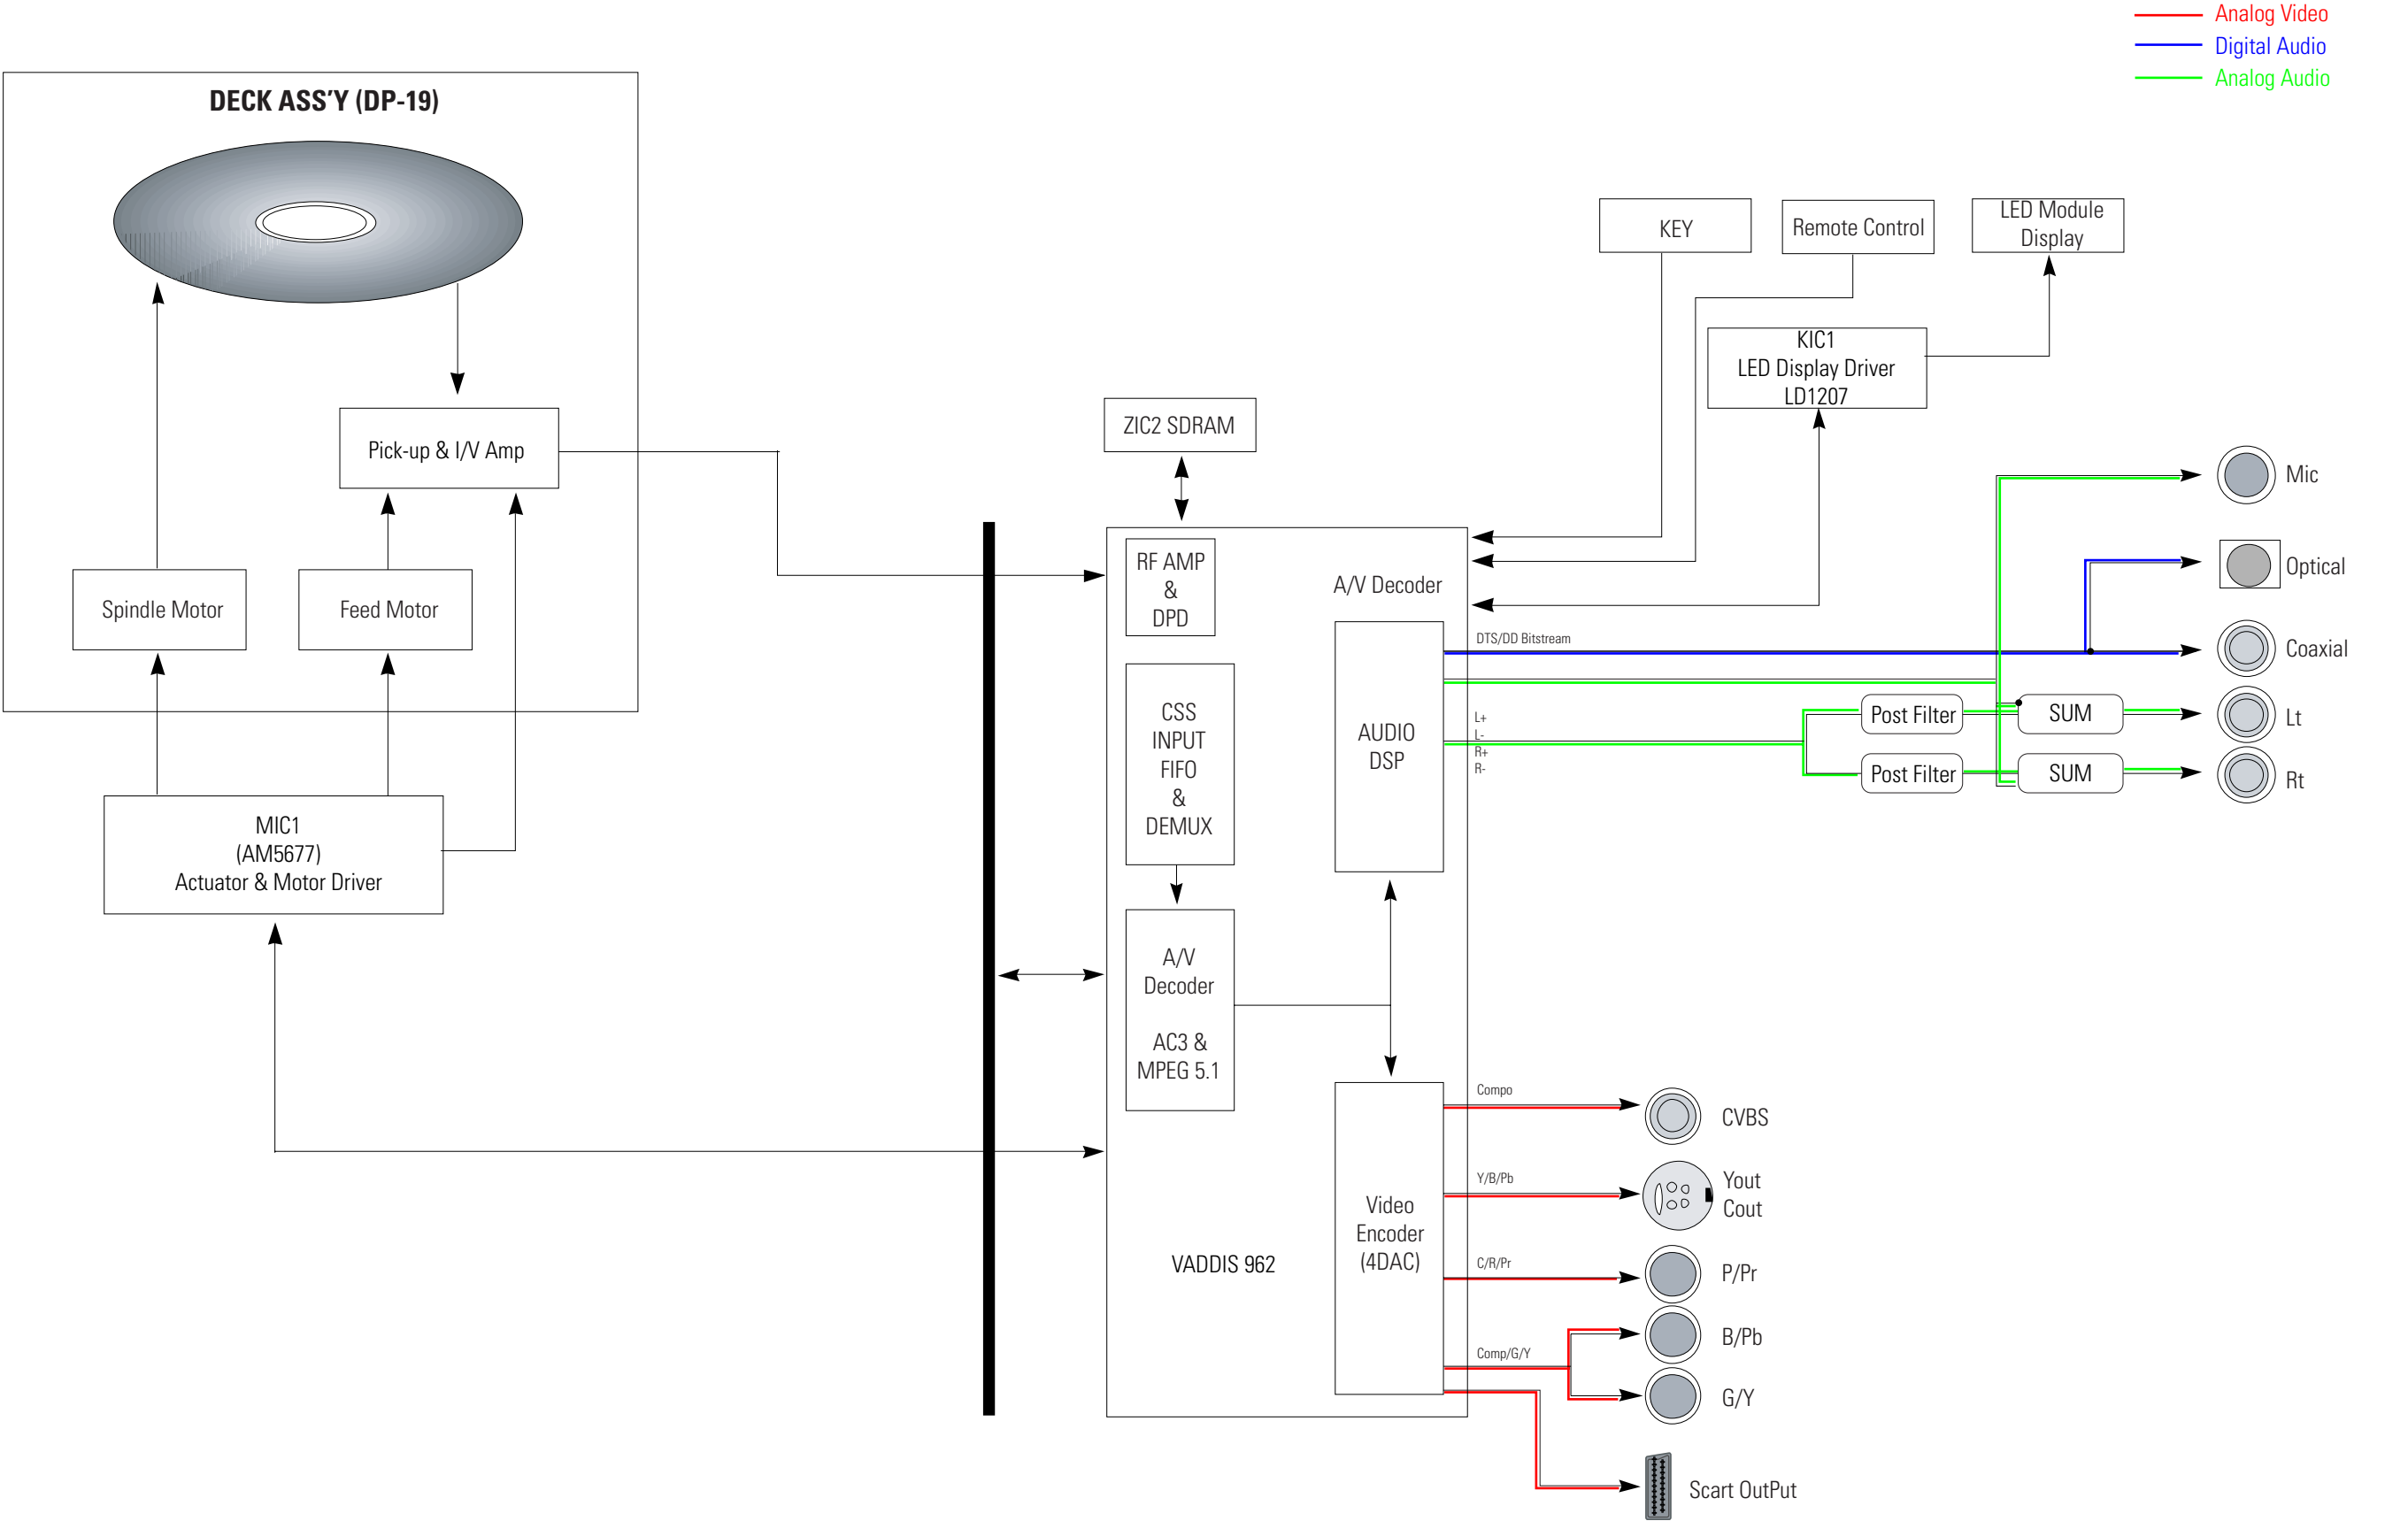 Analog Video
Digital Audio
Analog Audio
DECK ASS'Y (DP-19)
Pick-up & I/V Amp
Spindle Motor
Feed Motor
MIC1
(AM5677)
Actuator & Motor Driver
KEY
Remote Control
LED Module
Display
KIC1
LED Display Driver
LD1207
ZIC2 SDRAM
RF AMP
&
DPD
A/V Decoder
CSS
INPUT
FIFO
&
DEMUX
AUDIO
DSP
A/V
Decoder
AC3 &
MPEG 5.1
Video
Encoder
(4DAC)
VADDIS 962
DTS/DD Bitstream
L+
L-
R+
R-
Post Filter
SUM
Post Filter
SUM
Mic
Optical
Coaxial
Lt
Rt
Compo
CVBS
Y/B/Pb
Yout
Cout
C/R/Pr
P/Pr
B/Pb
Comp/G/Y
G/Y
Scart OutPut